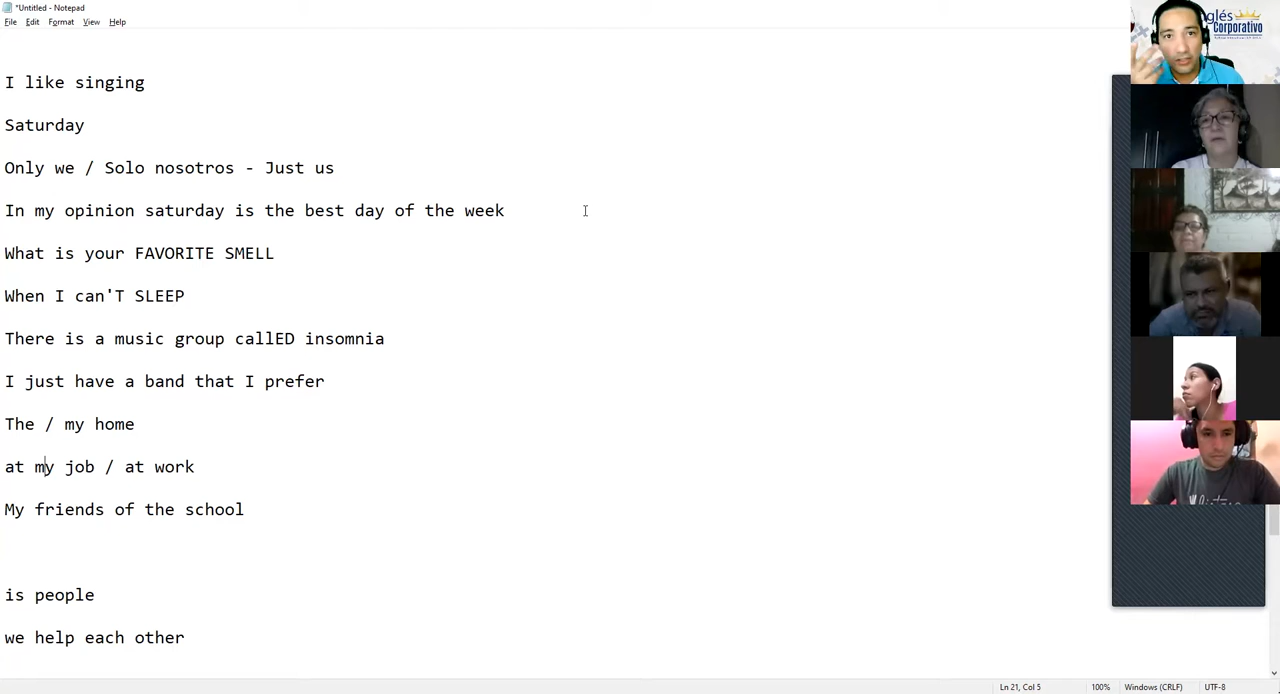 *Untitled - Notepad
File Edit Format View Help
I like singing
Saturday
Only we / Solo nosotros - Just us
In my opinion saturday is the best day of the week
What is your FAVORITE SMELL
When I can'T SLEEP
There is a music group callED insomnia
I just have a band that I prefer
The / my home
at my job / at work
My friends of the school
is people
we help each other
Ln 21, Col 5 100% Windows (CRLF) UTF-8
Corporativo